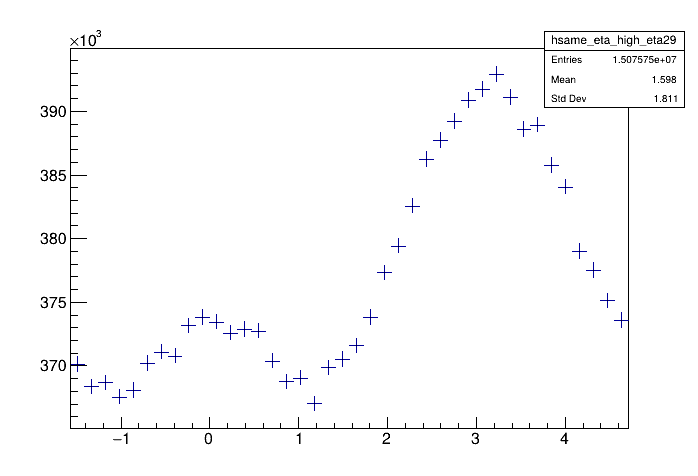 ×10³
hsame_eta_high_eta29
Entries 1.507575e+07
Mean 1.598
Std Dev 1.811
390
385
380
375
370
−1 0 1 2 3 4